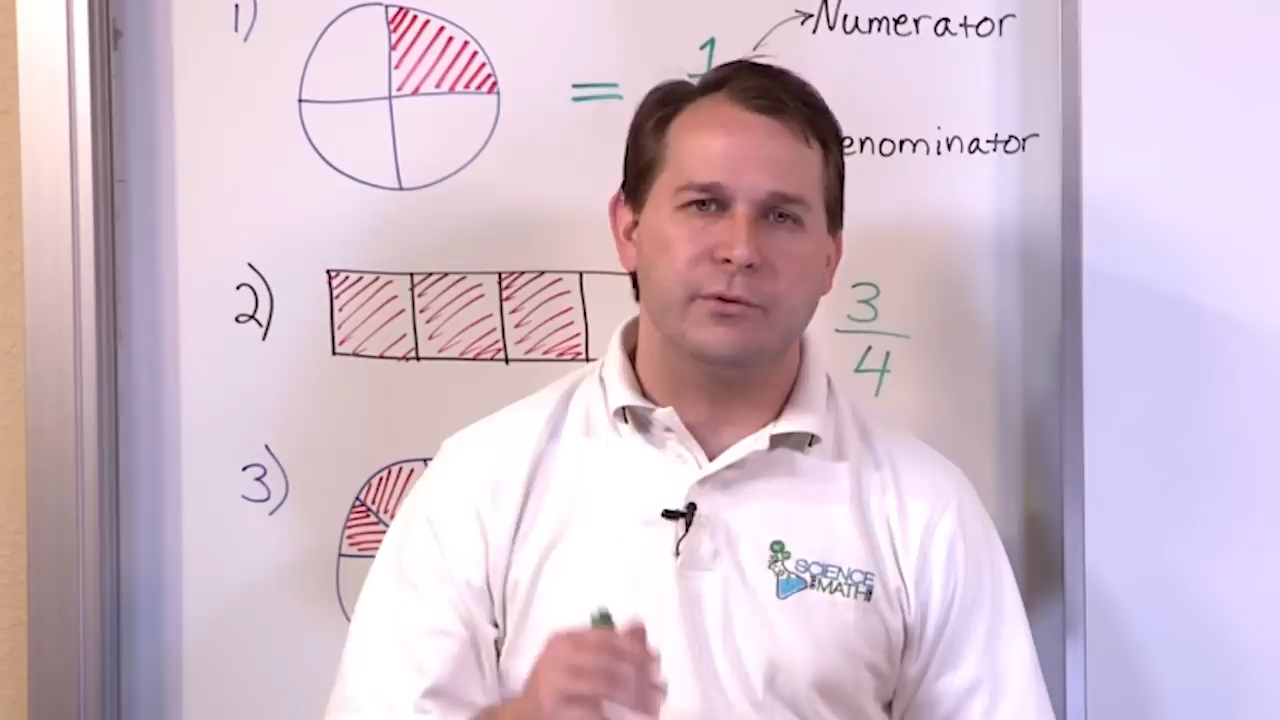 1)
Numerator
= 1
enominator
2)
3
4
3)
SCIENCE
MATH